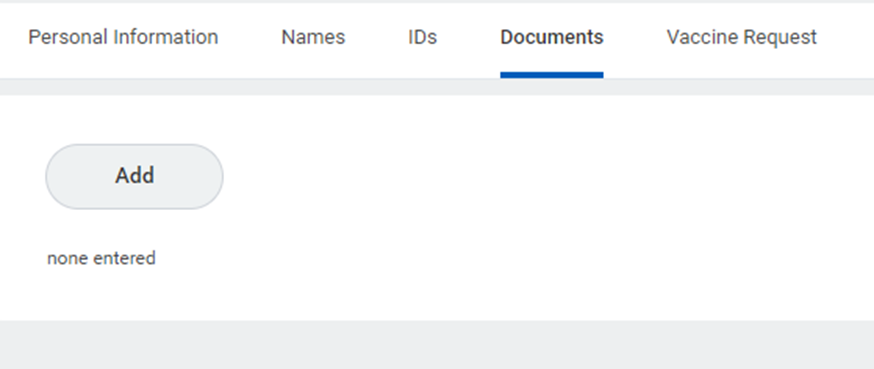 Personal Information Names IDs Documents Vaccine Request
Add
none entered